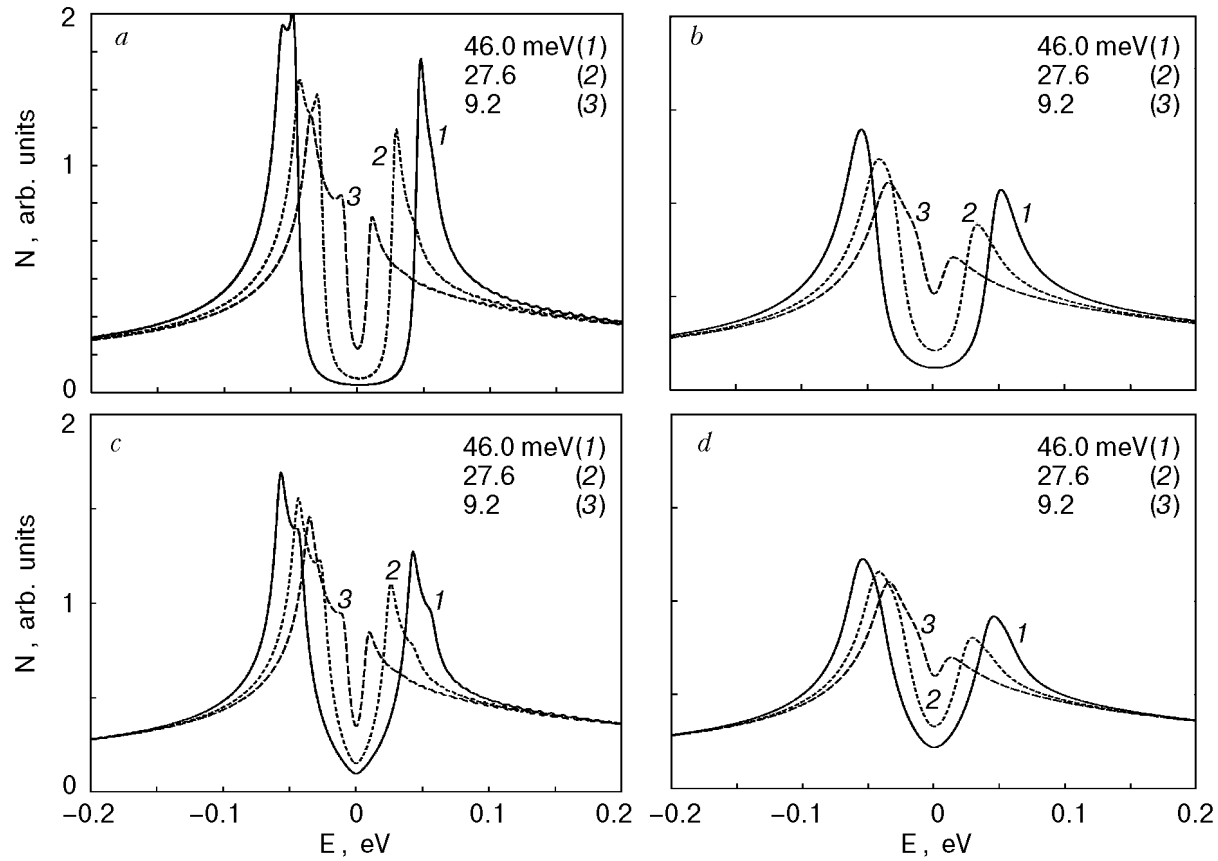 2
a
46.0 meV(1)
27.6 (2)
9.2 (3)
1
2
3
1
N , arb. units
0
b
46.0 meV(1)
27.6 (2)
9.2 (3)
3
2
1
2
c
46.0 meV(1)
27.6 (2)
9.2 (3)
2
3
1
1
N , arb. units
0
−0.2 −0.1 0 0.1 0.2
E , eV
d
46.0 meV(1)
27.6 (2)
9.2 (3)
3
1
2
−0.2 −0.1 0 0.1 0.2
E , eV